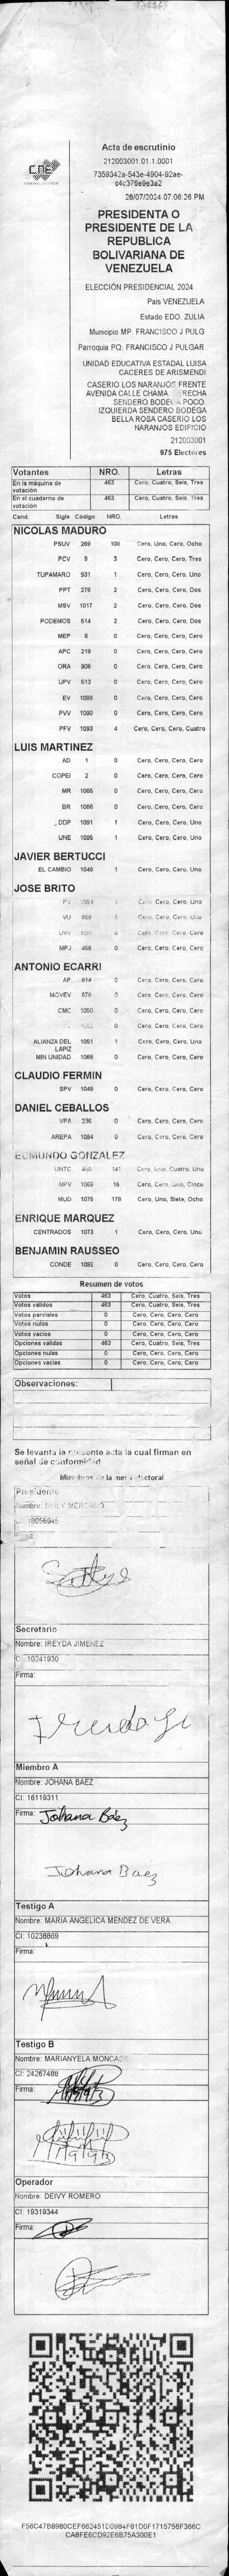 CNE
Acta de escrutinio
212003001.01.1.0001
7359342a-543e-4904-92ae-
28/07/2024 07:06:26 PM
PRESIDENTA O
PRESIDENTE DE LA
REPUBLICA
BOLIVARIANA DE
VENEZUELA
ELECCIÓN PRESIDENCIAL 2024
Pais VENEZUELA
Estado EDO. ZULIA
Municipio MP. FRANCISCO J PULG
Parroquia PQ. FRANCISCO J PULGAR
UNIDAD EDUCATIVA ESTADAL LUISA
CACERES DE ARISMENDI
CASERIO LOS NARANJOS FRENTE
AVENIDA CALLE CHAMA
SENDERO POCO.
IZQUIERDA SENDERO BODEGA
BELLA ROSA CASERIO LOS
NARANJOS EDIFICIO
212003001
975 Electores
Votantes NRO. Letras
En la máquina de votación 463 Cero, Cuatro, Seis, Tres
En el cuaderno de votación 463 Cero, Cuatro, Seis, Tres
Cand. Sigla Código NRO. Letras
NICOLAS MADURO
PSUV 269 108 Cero, Uno, Cero, Ocho
PCV 9 3 Cero, Cero, Cero, Tres
TUPAMARO 931 1 Cero, Cero, Cero, Uno
PPT 276 2 Cero, Cero, Cero, Dos
MSV 1017 2 Cero, Cero, Cero, Dos
PODEMOS 514 2 Cero, Cero, Cero, Dos
MEP 6 0 Cero, Cero, Cero, Cero
APC 219 0 Cero, Cero, Cero, Cero
ORA 906 0 Cero, Cero, Cero, Cero
UPV 513 0 Cero, Cero, Cero, Cero
EV 1089 0 Cero, Cero, Cero, Cero
PVV 1090 0 Cero, Cero, Cero, Cero
PFV 1093 4 Cero, Cero, Cero, Cuatro
LUIS MARTINEZ
AD 1 0 Cero, Cero, Cero, Cero
COPEI 2 0 Cero, Cero, Cero, Cero
MR 1065 0 Cero, Cero, Cero, Cero
BR 1066 0 Cero, Cero, Cero, Cero
DDP 1091 1 Cero, Cero, Cero, Uno
UNE 1095 1 Cero, Cero, Cero, Uno
JAVIER BERTUCCI
EL CAMBIO 1048 1 Cero, Cero, Cero, Uno
JOSE BRITO
PV 1 Cero, Cero, Cero, Uno
VU 868 1 Cero, Cero, Cero, Uno
UVV 0 Cero, Cero, Cero, Cero
MPJ 458 0 Cero, Cero, Cero, Cero
ANTONIO ECARRI
AP 814 0 Cero, Cero, Cero, Cero
MOVEV Cero, Cero, Cero, Cero
CMC 1050 0 Cero, Cero, Cero, Cero
0 Cero, Cero, Cero, Cero
ALIANZA DEL LAPIZ 1051 1 Cero, Cero, Cero, Uno
MIN UNIDAD 1068 0 Cero, Cero, Cero, Cero
CLAUDIO FERMIN
SPV 1049 0 Cero, Cero, Cero, Cero
DANIEL CEBALLOS
VPA 236 0 Cero, Cero, Cero, Cero
AREPA 1094 0 Cero, Cero, Cero, Cero
EDMUNDO GONZALEZ
UNTC 141 Cero, Uno, Cuatro, Uno
MPV 1069 15 Cero, Cero, Uno, Cinco
MUD 1075 178 Cero, Uno, Siete, Ocho
ENRIQUE MARQUEZ
CENTRADOS 1073 1 Cero, Cero, Cero, Uno
BENJAMIN RAUSSEO
CONDE 1092 0 Cero, Cero, Cero, Cero
Resumen de votos
Votos 463 Cero, Cuatro, Seis, Tres
Votos validos 463 Cero, Cuatro, Seis, Tres
Votos parciales 0 Cero, Cero, Cero, Cero
Votos nulos 0 Cero, Cero, Cero, Cero
Votos vacios 0 Cero, Cero, Cero, Cero
Opciones validas 463 Cero, Cuatro, Seis, Tres
Opciones nulas 0 Cero, Cero, Cero, Cero
Opciones vacias 0 Cero, Cero, Cero, Cero
Observaciones:
Se levanta la presente acta la cual firman en
señal de conformidad
Miembros de la mesa electoral
Presidente
Nombre:
CI: 18056945
Secretario
Nombre: IREYDA JIMENEZ
CI: 10241930
Firma:
Miembro A
Nombre: JOHANA BAEZ
CI: 16119311
Firma: Johana Báez
Johana Baez
Testigo A
Nombre: MARIA ANGELICA MENDEZ DE VERA
CI: 10238869
Firma:
Testigo B
Nombre: MARIANYELA
CI: 24267488
Firma:
Operador
Nombre: DEIVY ROMERO
CI: 19319344
Firma: